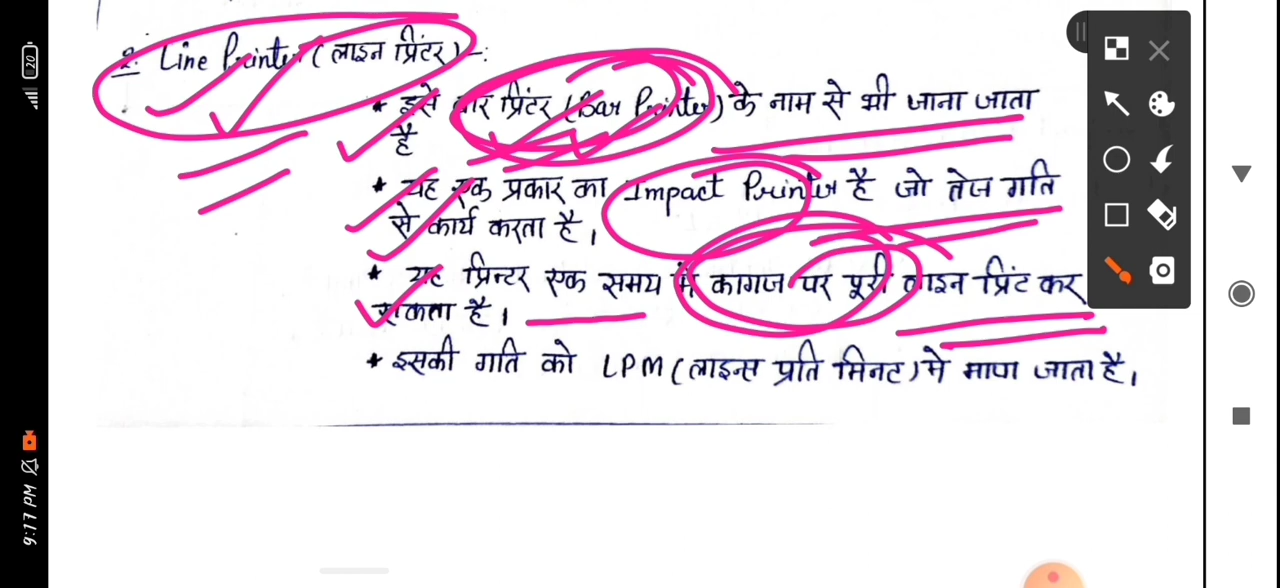 2. Line Printer (लाइन प्रिंटर) -:
* इसे बार प्रिंटर (Bar Printer) के नाम से भी जाना जाता
है
* यह एक प्रकार का Impact Printer है जो तेज गति
से कार्य करता है।
* यह प्रिन्टर एक समय में कागज पर पूरी लाइन प्रिंट कर
सकता है।
* इसकी गति को LPM (लाइन्स प्रति मिनट) मे मापा जाता है।
20
9:17 PM